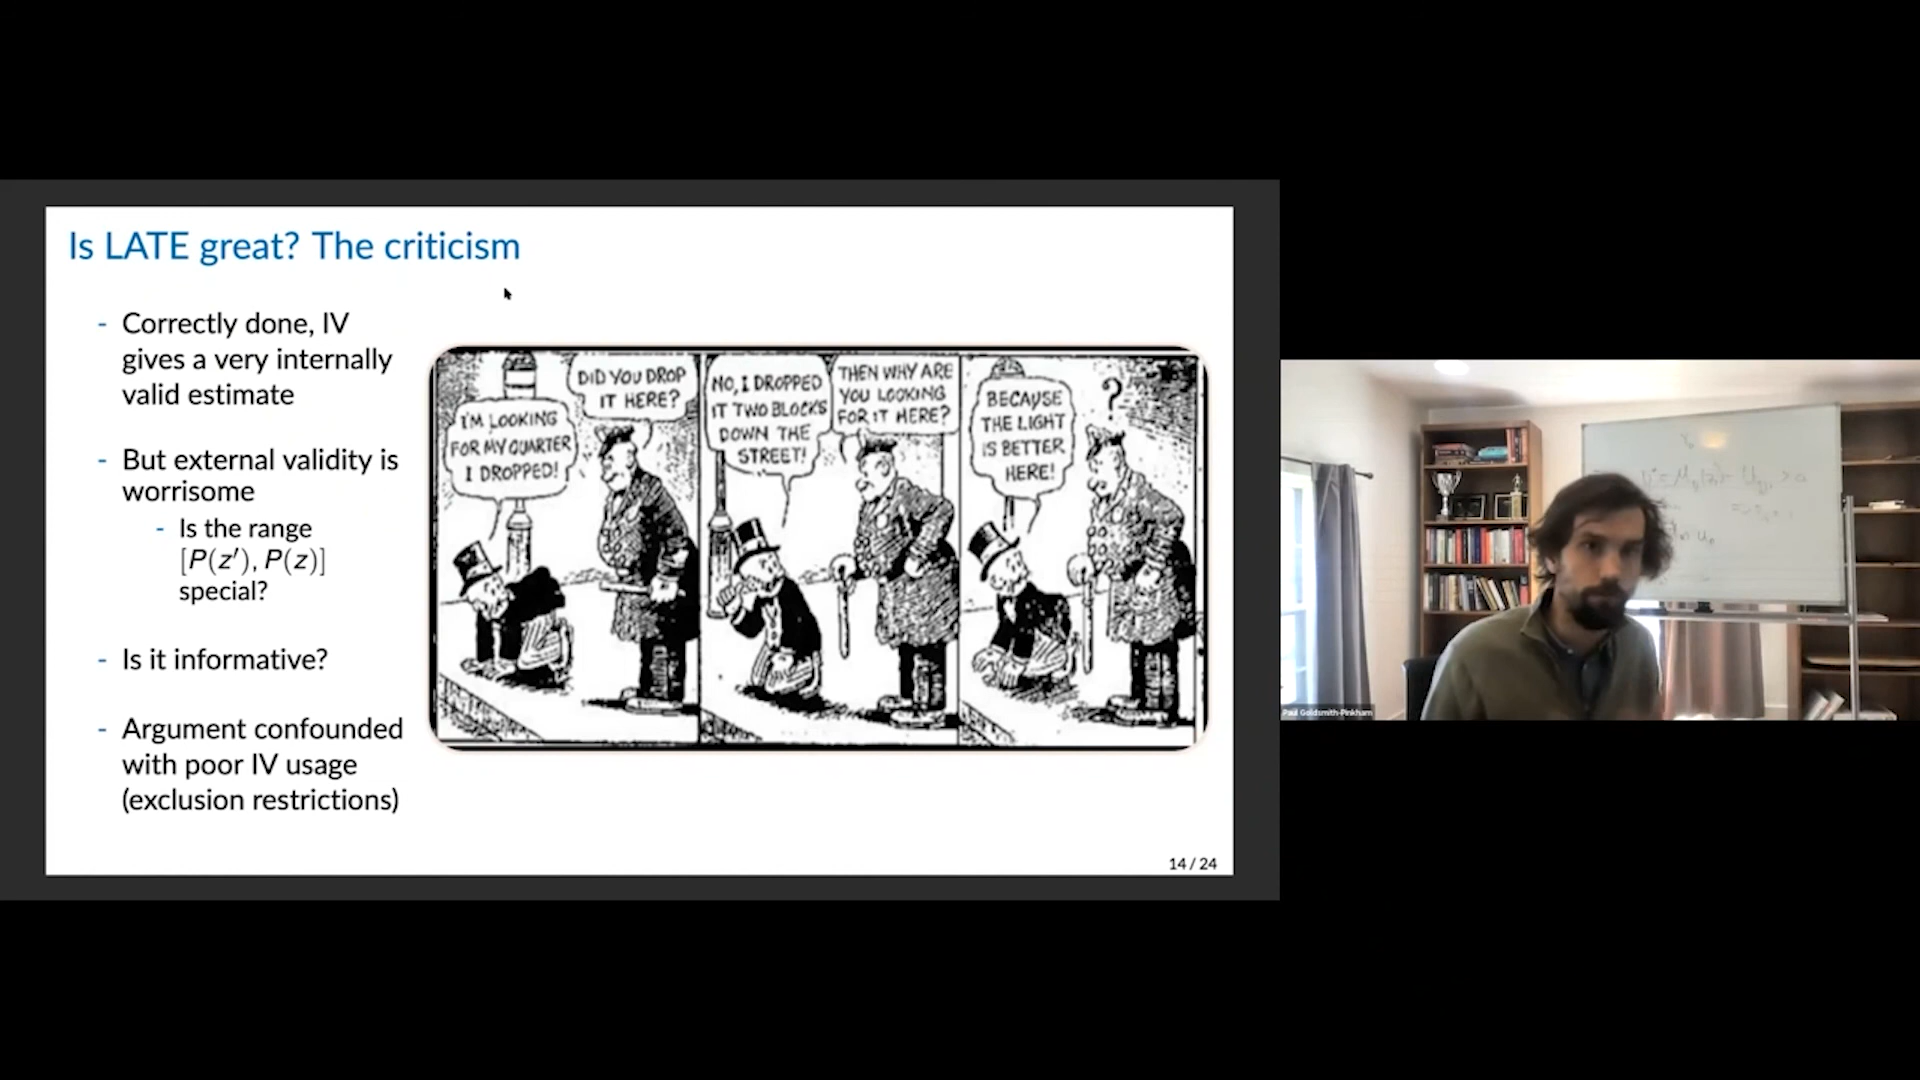 Is LATE great? The criticism
- Correctly done, IV
gives a very internally
valid estimate
- But external validity is
worrisome
- Is the range
[P(z′), P(z)]
special?
- Is it informative?
- Argument confounded
with poor IV usage
(exclusion restrictions)
I'M LOOKING
FOR MY QUARTER
I DROPPED!
DID YOU DROP
IT HERE?
NO, I DROPPED
IT TWO BLOCKS
DOWN THE
STREET!
THEN WHY ARE
YOU LOOKING
FOR IT HERE?
BECAUSE
THE LIGHT
IS BETTER
HERE!
?
14 / 24
Paul Goldsmith-Pinkham